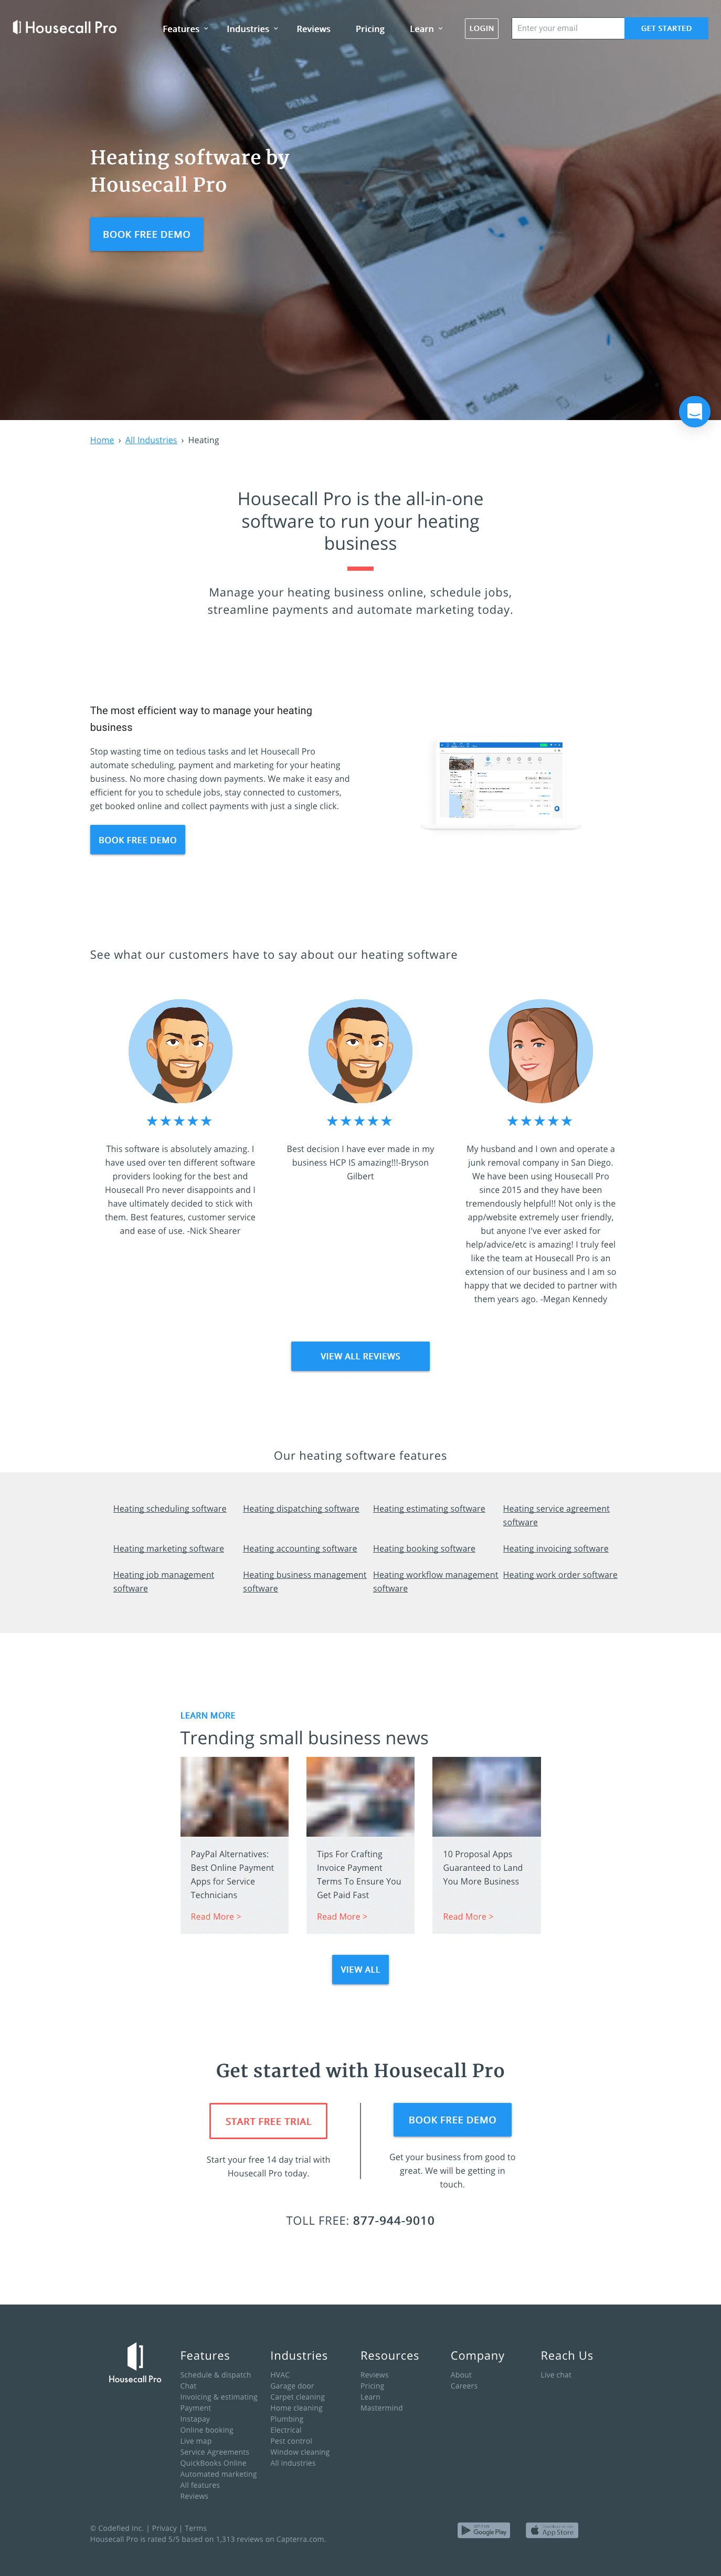 Housecall Pro
Features
Industries
Reviews
Pricing
Learn
LOGIN
Enter your email
GET STARTED
Customer
Customer History
Schedule
Heating software by
Housecall Pro
BOOK FREE DEMO
Home › All Industries › Heating
Housecall Pro is the all-in-one
software to run your heating
business
Manage your heating business online, schedule jobs,
streamline payments and automate marketing today.
The most efficient way to manage your heating
business
Stop wasting time on tedious tasks and let Housecall Pro
automate scheduling, payment and marketing for your heating
business. No more chasing down payments. We make it easy and
efficient for you to schedule jobs, stay connected to customers,
get booked online and collect payments with just a single click.
BOOK FREE DEMO
See what our customers have to say about our heating software
This software is absolutely amazing. I
have used over ten different software
providers looking for the best and
Housecall Pro never disappoints and I
have ultimately decided to stick with
them. Best features, customer service
and ease of use. -Nick Shearer
Best decision I have ever made in my
business HCP IS amazing!!!-Bryson
Gilbert
My husband and I own and operate a
junk removal company in San Diego.
We have been using Housecall Pro
since 2015 and they have been
tremendously helpful!! Not only is the
app/website extremely user friendly,
but anyone I've ever asked for
help/advice/etc is amazing! I truly feel
like the team at Housecall Pro is an
extension of our business and I am so
happy that we decided to partner with
them years ago. -Megan Kennedy
VIEW ALL REVIEWS
Our heating software features
Heating scheduling software
Heating dispatching software
Heating estimating software
Heating service agreement
software
Heating marketing software
Heating accounting software
Heating booking software
Heating invoicing software
Heating job management
software
Heating business management
software
Heating workflow management
software
Heating work order software
LEARN MORE
Trending small business news
PayPal Alternatives:
Best Online Payment
Apps for Service
Technicians
Read More >
Tips For Crafting
Invoice Payment
Terms To Ensure You
Get Paid Fast
Read More >
10 Proposal Apps
Guaranteed to Land
You More Business
Read More >
VIEW ALL
Get started with Housecall Pro
START FREE TRIAL
Start your free 14 day trial with
Housecall Pro today.
BOOK FREE DEMO
Get your business from good to
great. We will be getting in
touch.
TOLL FREE: 877-944-9010
Housecall Pro
Features
Schedule & dispatch
Chat
Invoicing & estimating
Payment
Instapay
Online booking
Live map
Service Agreements
QuickBooks Online
Automated marketing
All features
Reviews
Industries
HVAC
Garage door
Carpet cleaning
Home cleaning
Plumbing
Electrical
Pest control
Window cleaning
All industries
Resources
Reviews
Pricing
Learn
Mastermind
Company
About
Careers
Reach Us
Live chat
© Codefied Inc. | Privacy | Terms
Housecall Pro is rated 5/5 based on 1,313 reviews on Capterra.com.
Google Play
App Store